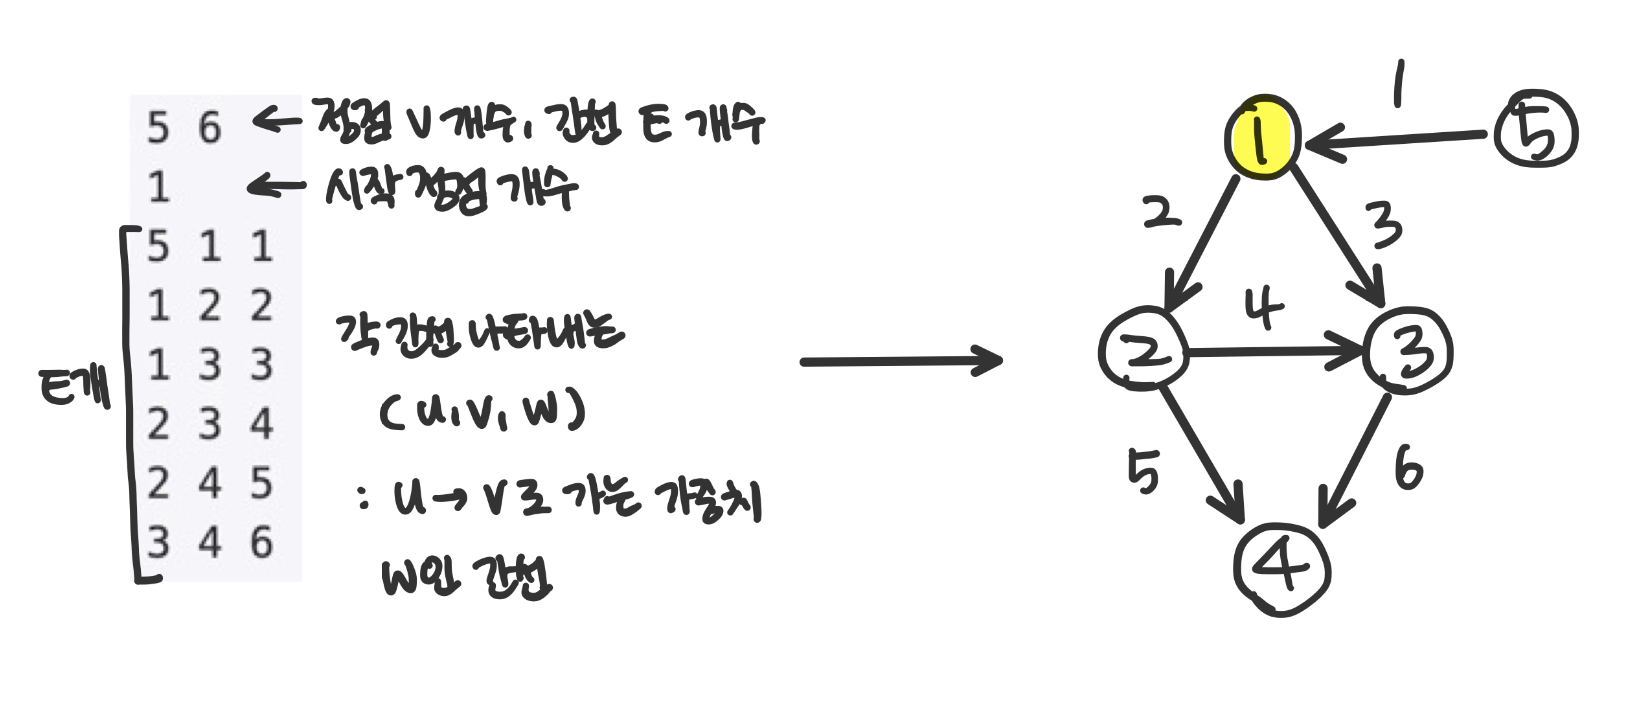 5 6 ← 정점 V 개수, 간선 E 개수
1 ← 시작 정점 개수
5 1 1
1 2 2
1 3 3
2 3 4
2 4 5
3 4 6
E개
각 간선 나타내는
(u, v, w)
: u → v로 가는 가중치
w인 간선
1
1
5
2
3
4
2
3
5
6
4